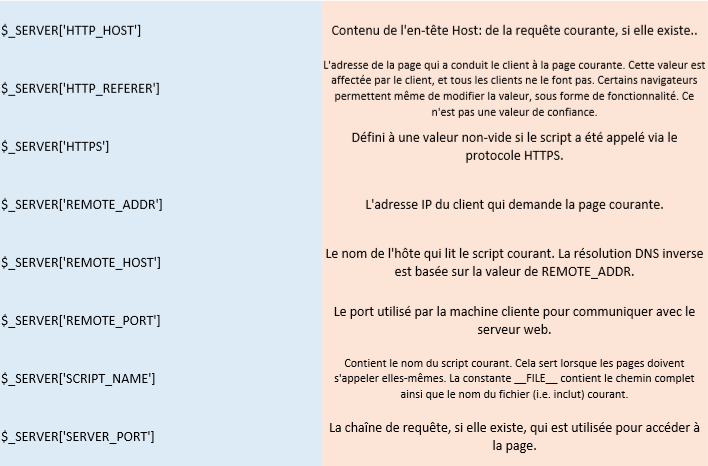 $_SERVER['HTTP_HOST']
Contenu de l'en-tête Host: de la requête courante, si elle existe..
$_SERVER['HTTP_REFERER']
L'adresse de la page qui a conduit le client à la page courante. Cette valeur est
affectée par le client, et tous les clients ne le font pas. Certains navigateurs
permettent même de modifier la valeur, sous forme de fonctionnalité. Ce
n'est pas une valeur de confiance.
$_SERVER['HTTPS']
Défini à une valeur non-vide si le script a été appelé via le
protocole HTTPS.
$_SERVER['REMOTE_ADDR']
L'adresse IP du client qui demande la page courante.
$_SERVER['REMOTE_HOST']
Le nom de l'hôte qui lit le script courant. La résolution DNS inverse
est basée sur la valeur de REMOTE_ADDR.
$_SERVER['REMOTE_PORT']
Le port utilisé par la machine cliente pour communiquer avec le
serveur web.
$_SERVER['SCRIPT_NAME']
Contient le nom du script courant. Cela sert lorsque les pages doivent
s'appeler elles-mêmes. La constante __FILE__ contient le chemin complet
ainsi que le nom du fichier (i.e. inclut) courant.
$_SERVER['SERVER_PORT']
La chaîne de requête, si elle existe, qui est utilisée pour accéder à
la page.